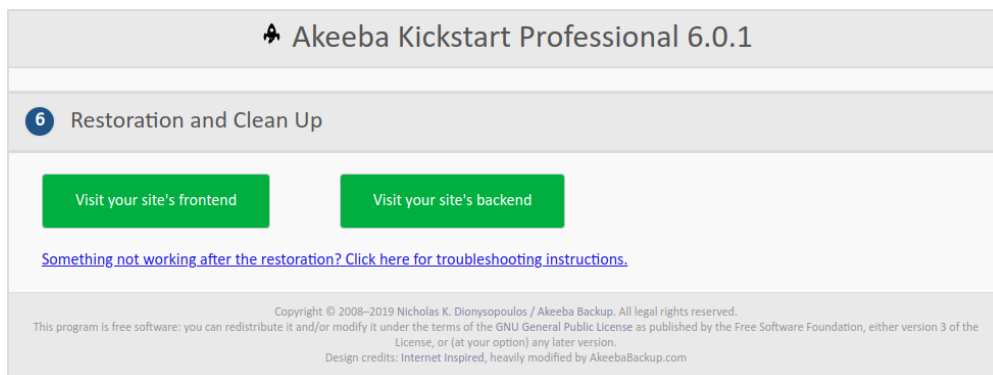 Akeeba Kickstart Professional 6.0.1
6 Restoration and Clean Up
Visit your site's frontend Visit your site's backend
Something not working after the restoration? Click here for troubleshooting instructions.
Copyright © 2008–2019 Nicholas K. Dionysopoulos / Akeeba Backup. All legal rights reserved.
This program is free software: you can redistribute it and/or modify it under the terms of the GNU General Public License as published by the Free Software Foundation, either version 3 of the
License, or (at your option) any later version.
Design credits: Internet Inspired, heavily modified by AkeebaBackup.com